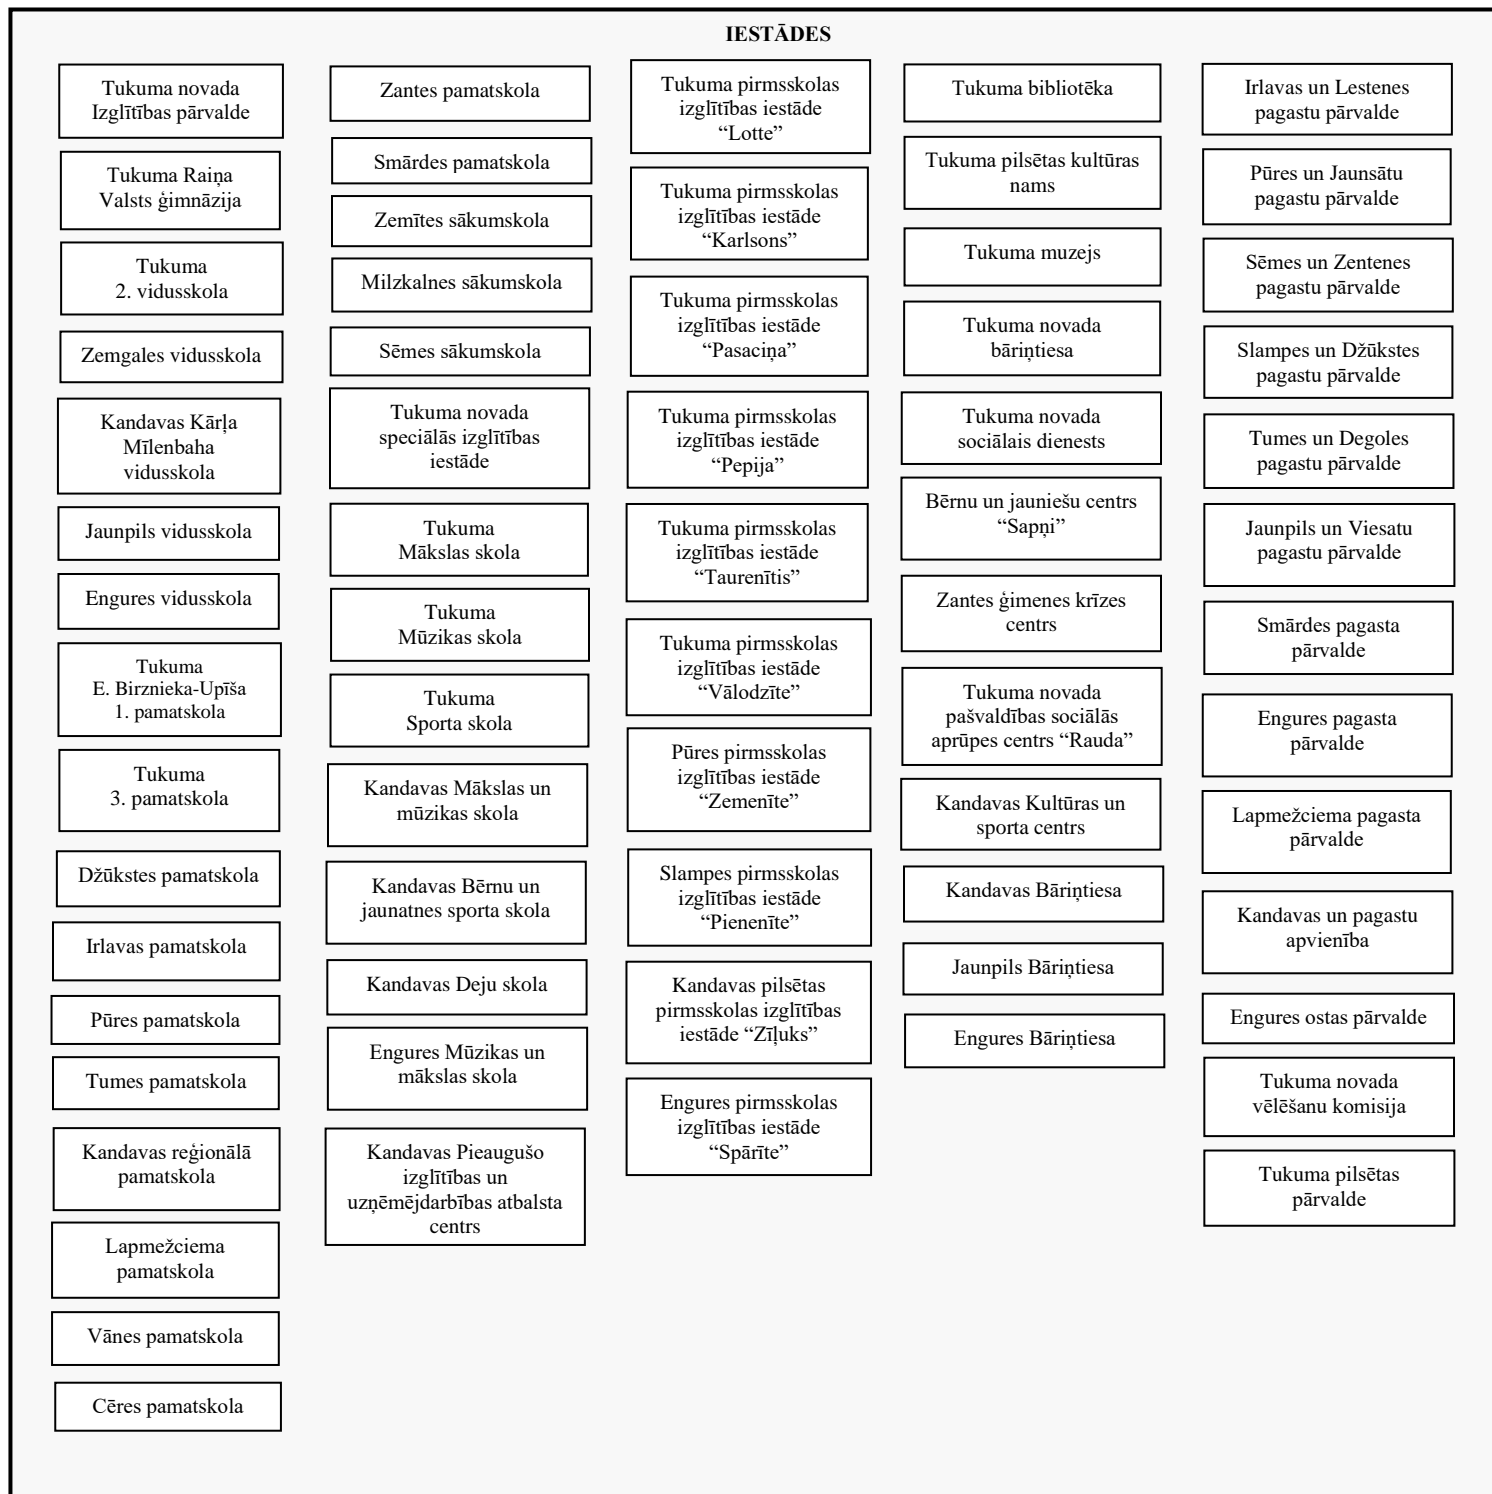 IESTĀDES
Tukuma novada
Izglītības pārvalde
Tukuma Raiņa
Valsts ģimnāzija
Tukuma
2. vidusskola
Zemgales vidusskola
Kandavas Kārļa
Mīlenbaha
vidusskola
Jaunpils vidusskola
Engures vidusskola
Tukuma
E. Birznieka-Upīša
1. pamatskola
Tukuma
3. pamatskola
Džūkstes pamatskola
Irlavas pamatskola
Pūres pamatskola
Tumes pamatskola
Kandavas reģionālā
pamatskola
Lapmežciema
pamatskola
Vānes pamatskola
Cēres pamatskola
Zantes pamatskola
Smārdes pamatskola
Zemītes sākumskola
Milzkalnes sākumskola
Sēmes sākumskola
Tukuma novada
speciālās izglītības
iestāde
Tukuma
Mākslas skola
Tukuma
Mūzikas skola
Tukuma
Sporta skola
Kandavas Mākslas un
mūzikas skola
Kandavas Bērnu un
jaunatnes sporta skola
Kandavas Deju skola
Engures Mūzikas un
mākslas skola
Kandavas Pieaugušo
izglītības un
uzņēmējdarbības atbalsta
centrs
Tukuma pirmsskolas
izglītības iestāde
“Lotte”
Tukuma pirmsskolas
izglītības iestāde
“Karlsons”
Tukuma pirmsskolas
izglītības iestāde
“Pasaciņa”
Tukuma pirmsskolas
izglītības iestāde
“Pepija”
Tukuma pirmsskolas
izglītības iestāde
“Taurenītis”
Tukuma pirmsskolas
izglītības iestāde
“Vālodzīte”
Pūres pirmsskolas
izglītības iestāde
“Zemenīte”
Slampes pirmsskolas
izglītības iestāde
“Pienenīte”
Kandavas pilsētas
pirmsskolas izglītības
iestāde “Zīļuks”
Engures pirmsskolas
izglītības iestāde
“Spārīte”
Tukuma bibliotēka
Tukuma pilsētas kultūras
nams
Tukuma muzejs
Tukuma novada
bāriņtiesa
Tukuma novada
sociālais dienests
Bērnu un jauniešu centrs
“Sapņi”
Zantes ģimenes krīzes
centrs
Tukuma novada
pašvaldības sociālās
aprūpes centrs “Rauda”
Kandavas Kultūras un
sporta centrs
Kandavas Bāriņtiesa
Jaunpils Bāriņtiesa
Engures Bāriņtiesa
Irlavas un Lestenes
pagastu pārvalde
Pūres un Jaunsātu
pagastu pārvalde
Sēmes un Zentenes
pagastu pārvalde
Slampes un Džūkstes
pagastu pārvalde
Tumes un Degoles
pagastu pārvalde
Jaunpils un Viesatu
pagastu pārvalde
Smārdes pagasta
pārvalde
Engures pagasta
pārvalde
Lapmežciema pagasta
pārvalde
Kandavas un pagastu
apvienība
Engures ostas pārvalde
Tukuma novada
vēlēšanu komisija
Tukuma pilsētas
pārvalde